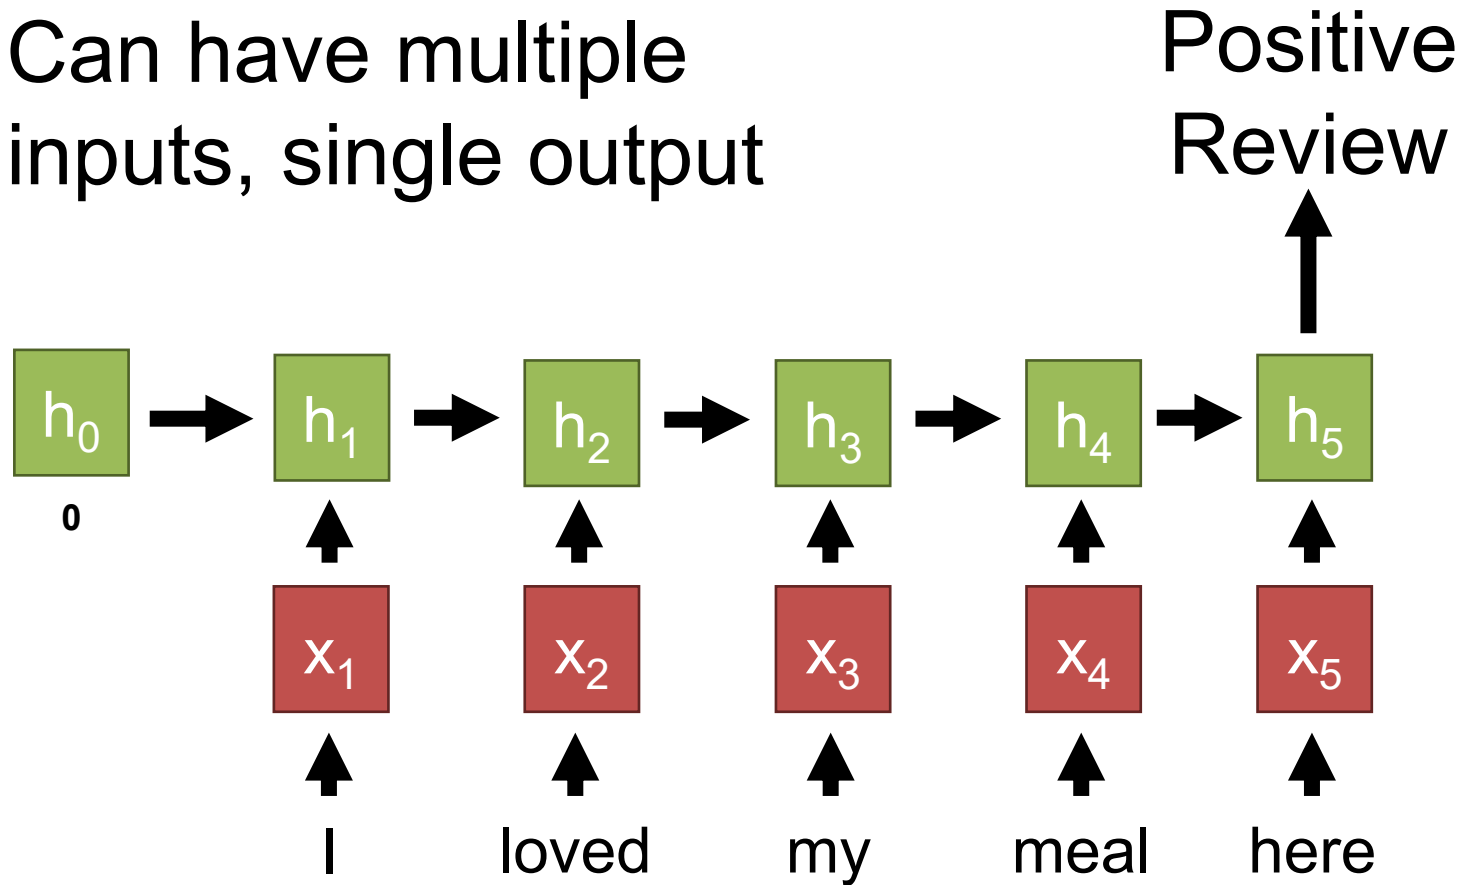 Can have multiple
inputs, single output
Positive
Review
h₀ h₁ h₂ h₃ h₄ h₅
0
x₁ x₂ x₃ x₄ x₅
I loved my meal here